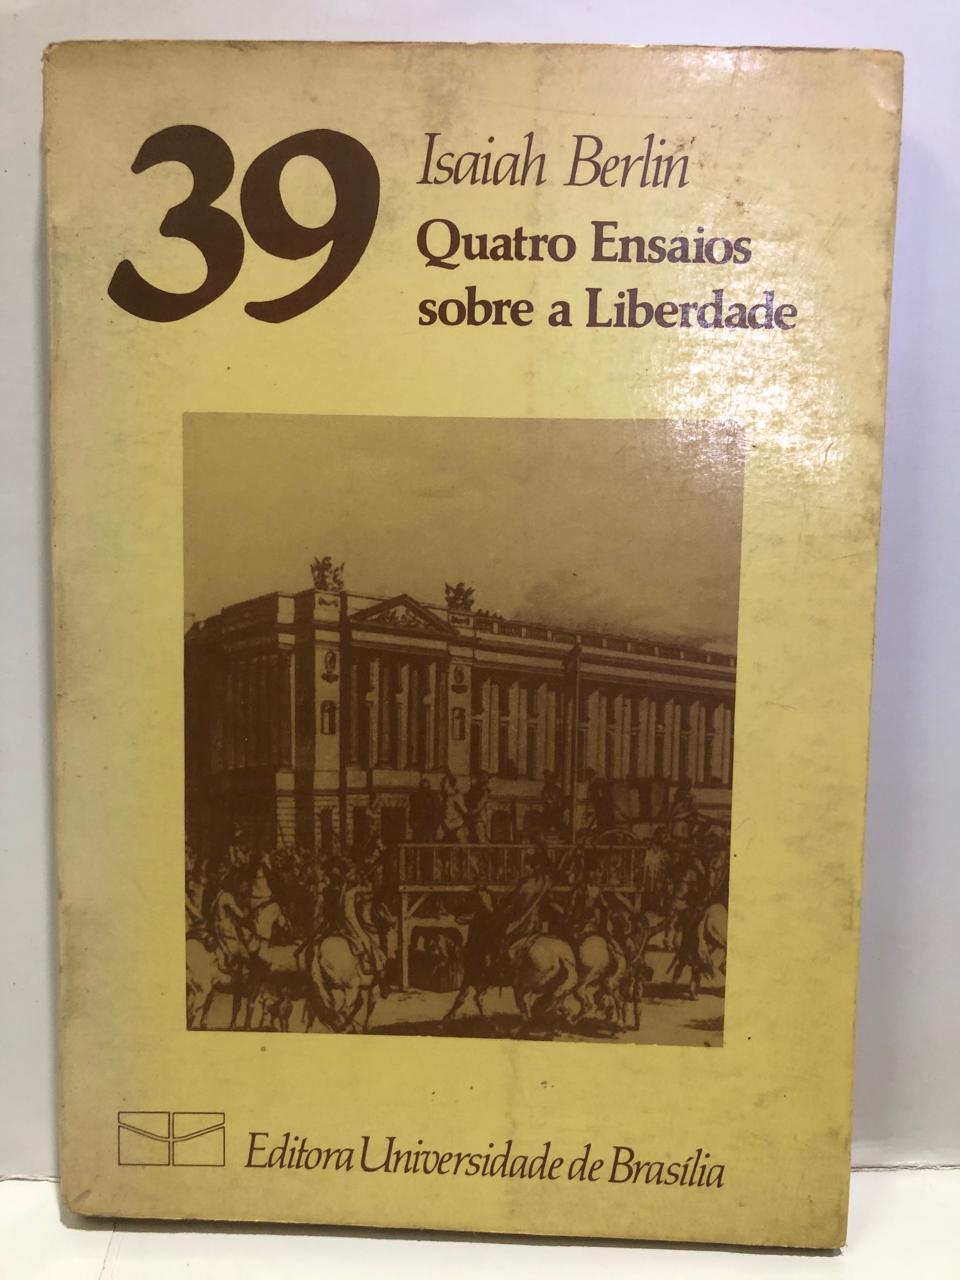 39
Isaiah Berlin
Quatro Ensaios
sobre a Liberdade
Editora Universidade de Brasília